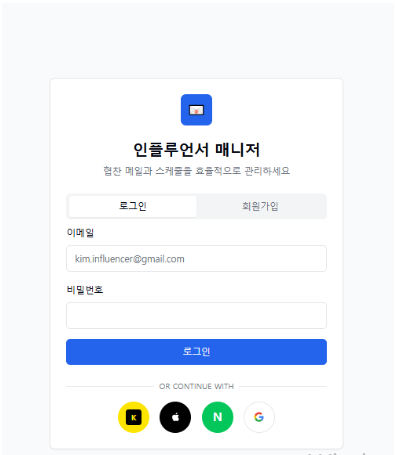 인플루언서 매니저
협찬 메일과 스케줄을 효율적으로 관리하세요
로그인
회원가입
이메일
kim.influencer@gmail.com
비밀번호
로그인
OR CONTINUE WITH
K
N
G